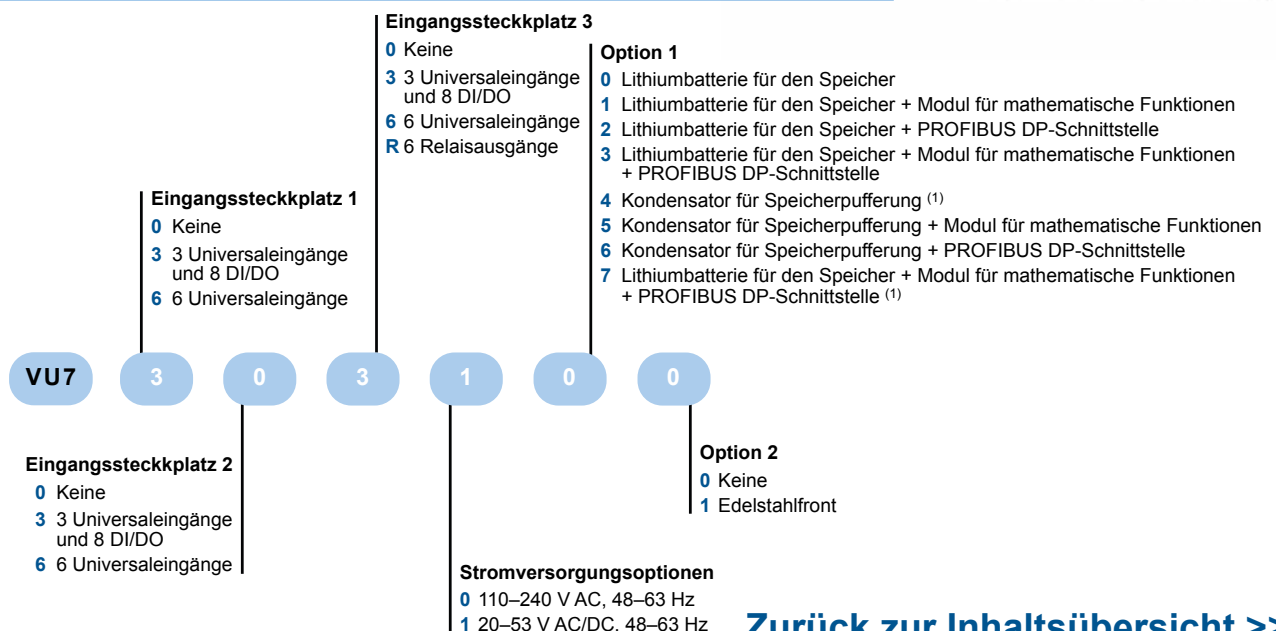 Eingangssteckkplatz 3
0 Keine
3 3 Universaleingänge
und 8 DI/DO
6 6 Universaleingänge
R 6 Relaisausgänge
Option 1
0 Lithiumbatterie für den Speicher
1 Lithiumbatterie für den Speicher + Modul für mathematische Funktionen
2 Lithiumbatterie für den Speicher + PROFIBUS DP-Schnittstelle
3 Lithiumbatterie für den Speicher + Modul für mathematische Funktionen
+ PROFIBUS DP-Schnittstelle
4 Kondensator für Speicherpufferung (1)
5 Kondensator für Speicherpufferung + Modul für mathematische Funktionen
6 Kondensator für Speicherpufferung + PROFIBUS DP-Schnittstelle
7 Lithiumbatterie für den Speicher + Modul für mathematische Funktionen
+ PROFIBUS DP-Schnittstelle (1)
Eingangssteckkplatz 1
0 Keine
3 3 Universaleingänge
und 8 DI/DO
6 6 Universaleingänge
VU7 3 0 3 1 0 0
Eingangssteckkplatz 2
0 Keine
3 3 Universaleingänge
und 8 DI/DO
6 6 Universaleingänge
Option 2
0 Keine
1 Edelstahlfront
Stromversorgungsoptionen
0 110–240 V AC, 48–63 Hz
1 20–53 V AC/DC, 48–63 Hz
Zurück zur Inhaltsübersicht >>